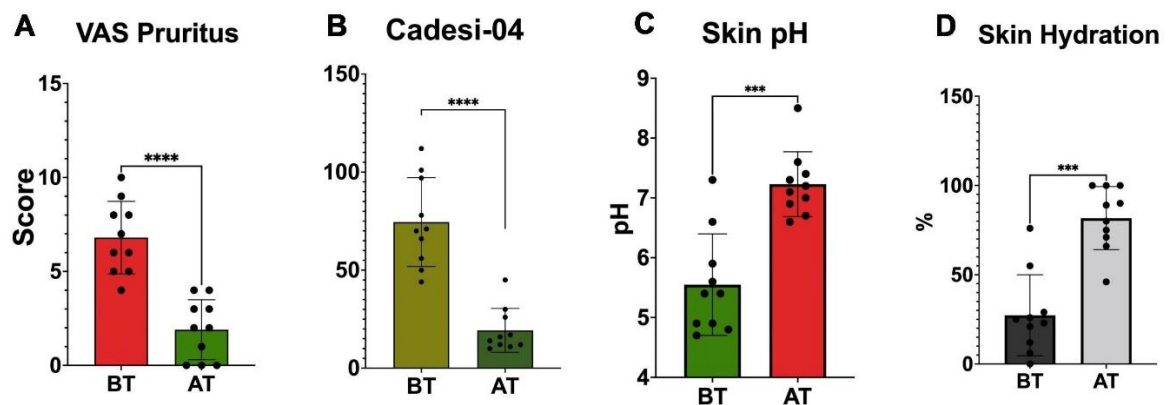 A VAS Pruritus
15
10
5
0
Score
****
BT AT
B Cadesi-04
150
100
50
0
****
BT AT
C Skin pH
9
8
7
6
5
4
pH
***
BT AT
D Skin Hydration
150
100
50
0
%
***
BT AT